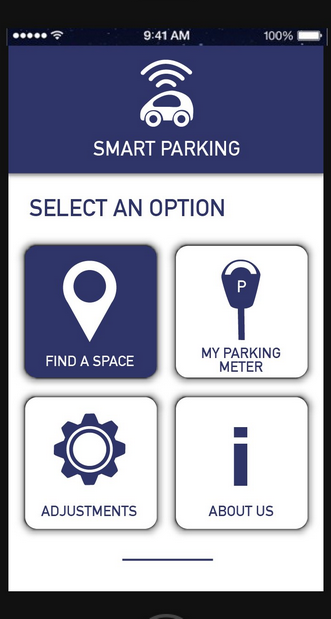 9:41 AM 100%
SMART PARKING
SELECT AN OPTION
FIND A SPACE
P
MY PARKING
METER
ADJUSTMENTS
i
ABOUT US